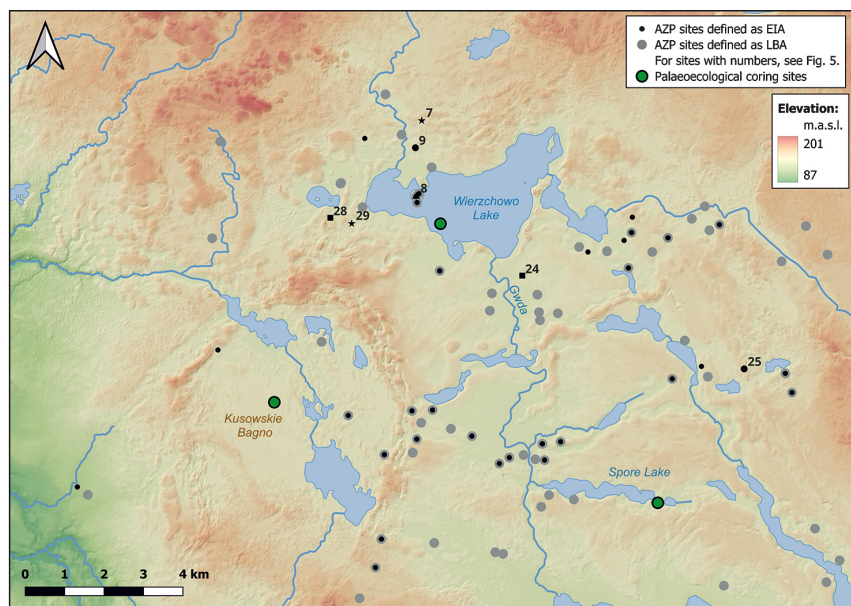 AZP sites defined as EIA
AZP sites defined as LBA
For sites with numbers, see Fig. 5.
Palaeoecological coring sites
Elevation:
m.a.s.l.
201
87
7
9
8
Wierzchowo
Lake
28
29
24
Gwda
25
Kusowskie
Bagno
Spore Lake
0 1 2 3 4 km